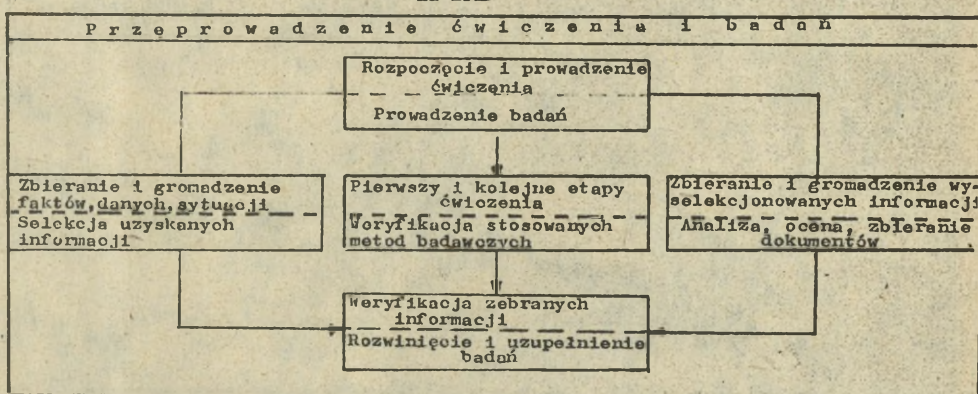 Przeprowadzenie ćwiczenia i badań
Rozpoczęcie i prowadzenie
ćwiczenia
Prowadzenie badań
Zbieranie i gromadzenie
faktów, danych, sytuacji
Selekcja uzyskanych
informacji
Pierwszy i kolejne etapy
ćwiczenia
Weryfikacja stosowanych
metod badawczych
Zbieranie i gromadzenie wy-
selekcjonowanych informacji
Analiza, ocena, zbieranie
dokumentów
Weryfikacja zebranych
informacji
Rozwinięcie i uzupełnienie
badań